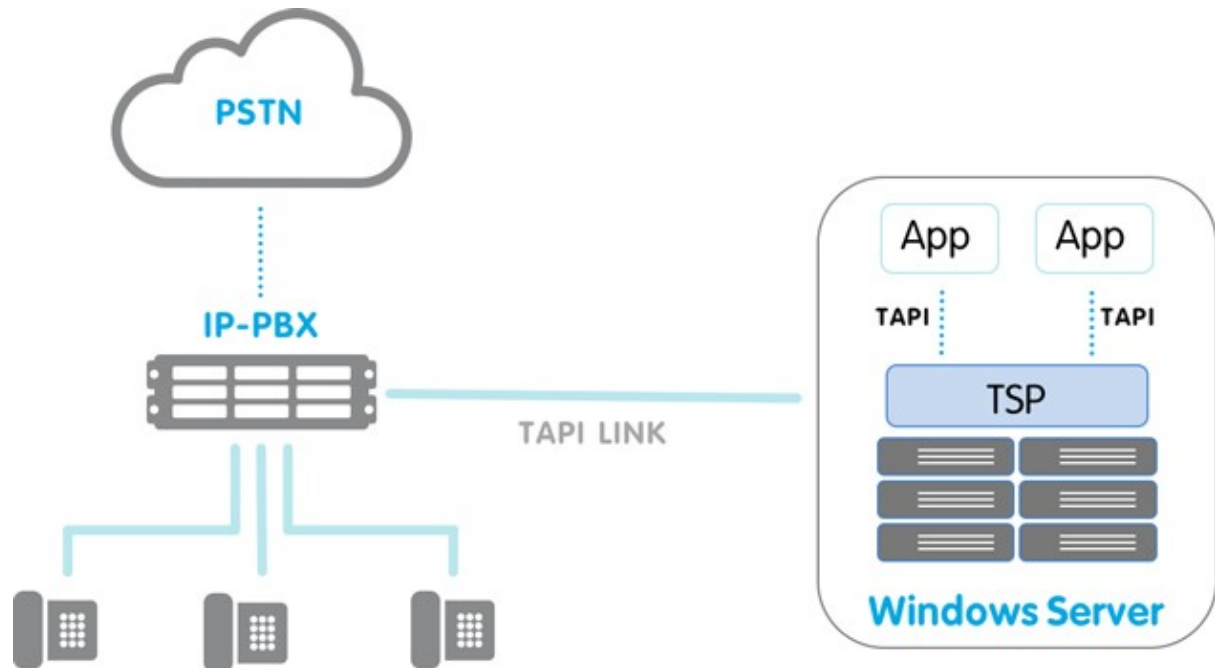 PSTN
IP-PBX
TAPI LINK
App App
TAPI TAPI
TSP
Windows Server